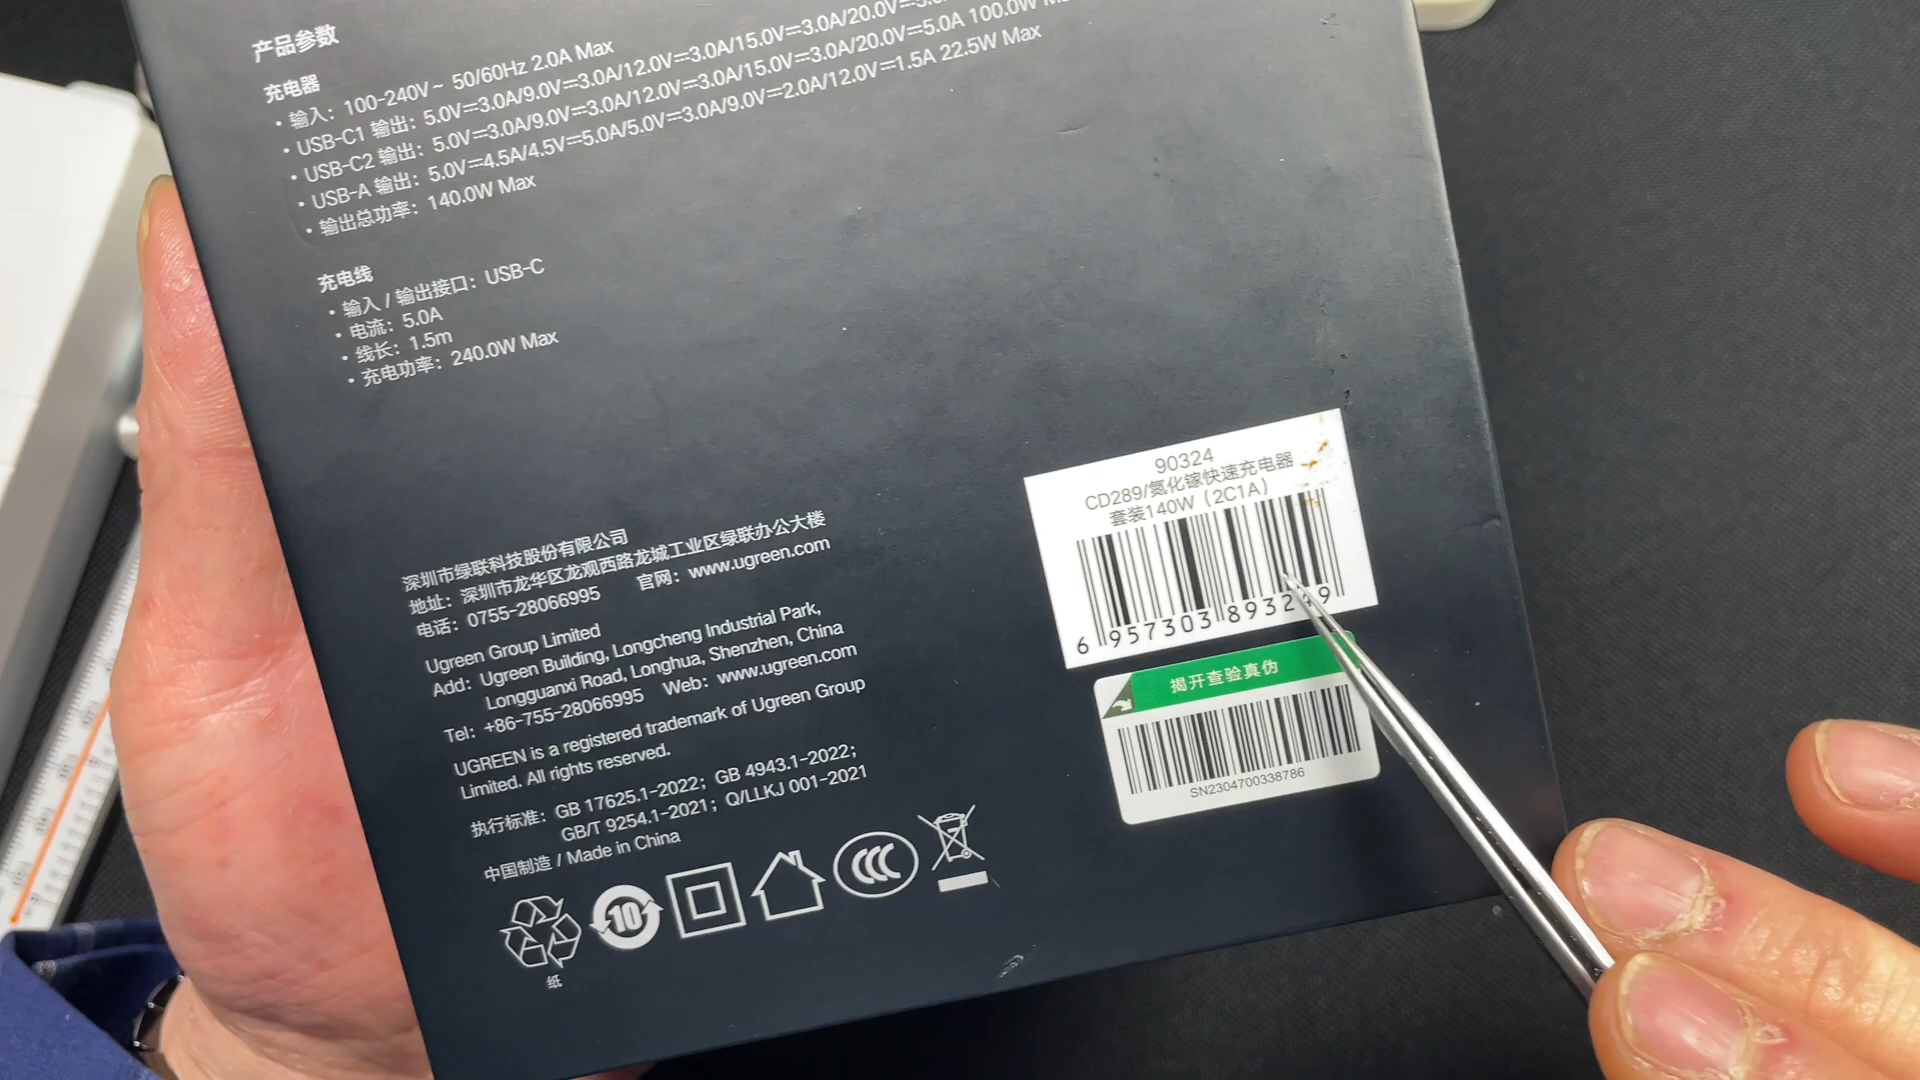 产品参数
充电器
• 输入：100-240V~ 50/60Hz 2.0A Max
• USB-C1 输出：5.0V⎓3.0A/9.0V⎓3.0A/12.0V⎓3.0A/15.0V⎓3.0A/20.0V⎓
• USB-C2 输出：5.0V⎓3.0A/9.0V⎓3.0A/12.0V⎓3.0A/15.0V⎓3.0A/20.0V⎓5.0A 100.0W
• USB-A 输出：5.0V⎓4.5A/4.5V⎓5.0A/5.0V⎓3.0A/9.0V⎓2.0A/12.0V⎓1.5A 22.5W Max
• 输出总功率：140.0W Max
充电线
• 输入 / 输出接口：USB-C
• 电流：5.0A
• 线长：1.5m
• 充电功率：240.0W Max
深圳市绿联科技股份有限公司
地址：深圳市龙华区龙观西路龙城工业区绿联办公大楼
电话：0755-28066995 官网：www.ugreen.com
Ugreen Group Limited
Add: Ugreen Building, Longcheng Industrial Park,
Longguanxi Road, Longhua, Shenzhen, China
Tel: +86-755-28066995 Web: www.ugreen.com
UGREEN is a registered trademark of Ugreen Group
Limited. All rights reserved.
执行标准：GB 17625.1-2022；GB 4943.1-2022；
GB/T 9254.1-2021；Q/LLKJ 001-2021
中国制造 / Made in China
10
纸
90324
CD289/氮化镓快速充电器
套装140W（2C1A）
6 957303
揭开查验真伪
SN2304700338786